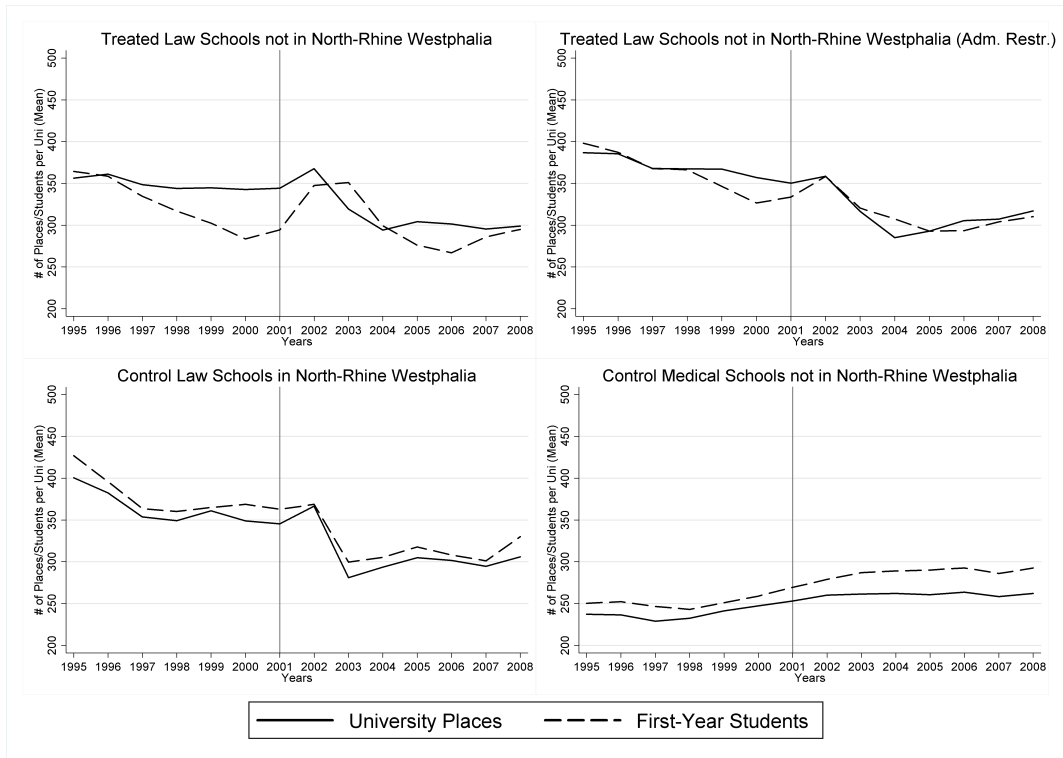 Treated Law Schools not in North-Rhine Westphalia
# of Places/Students per Uni (Mean)
500
450
400
350
300
250
200
1995 1996 1997 1998 1999 2000 2001 2002 2003 2004 2005 2006 2007 2008
Years
Treated Law Schools not in North-Rhine Westphalia (Adm. Restr.)
# of Places/Students per Uni (Mean)
500
450
400
350
300
250
200
1995 1996 1997 1998 1999 2000 2001 2002 2003 2004 2005 2006 2007 2008
Years
Control Law Schools in North-Rhine Westphalia
# of Places/Students per Uni (Mean)
500
450
400
350
300
250
200
1995 1996 1997 1998 1999 2000 2001 2002 2003 2004 2005 2006 2007 2008
Years
Control Medical Schools not in North-Rhine Westphalia
# of Places/Students per Uni (Mean)
500
450
400
350
300
250
200
1995 1996 1997 1998 1999 2000 2001 2002 2003 2004 2005 2006 2007 2008
Years
University Places First-Year Students